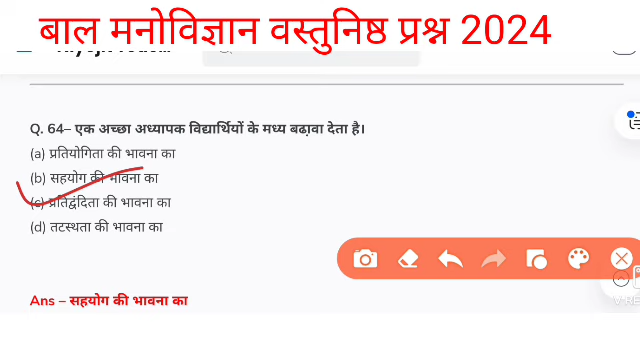 बाल मनोविज्ञान वस्तुनिष्ठ प्रश्न 2024
Q. 64– एक अच्छा अध्यापक विद्यार्थियों के मध्य बढ़ावा देता है।
(a) प्रतियोगिता की भावना का
(b) सहयोग की भावना का
(c) प्रतिद्वंदिता की भावना का
(d) तटस्थता की भावना का
Ans – सहयोग की भावना का